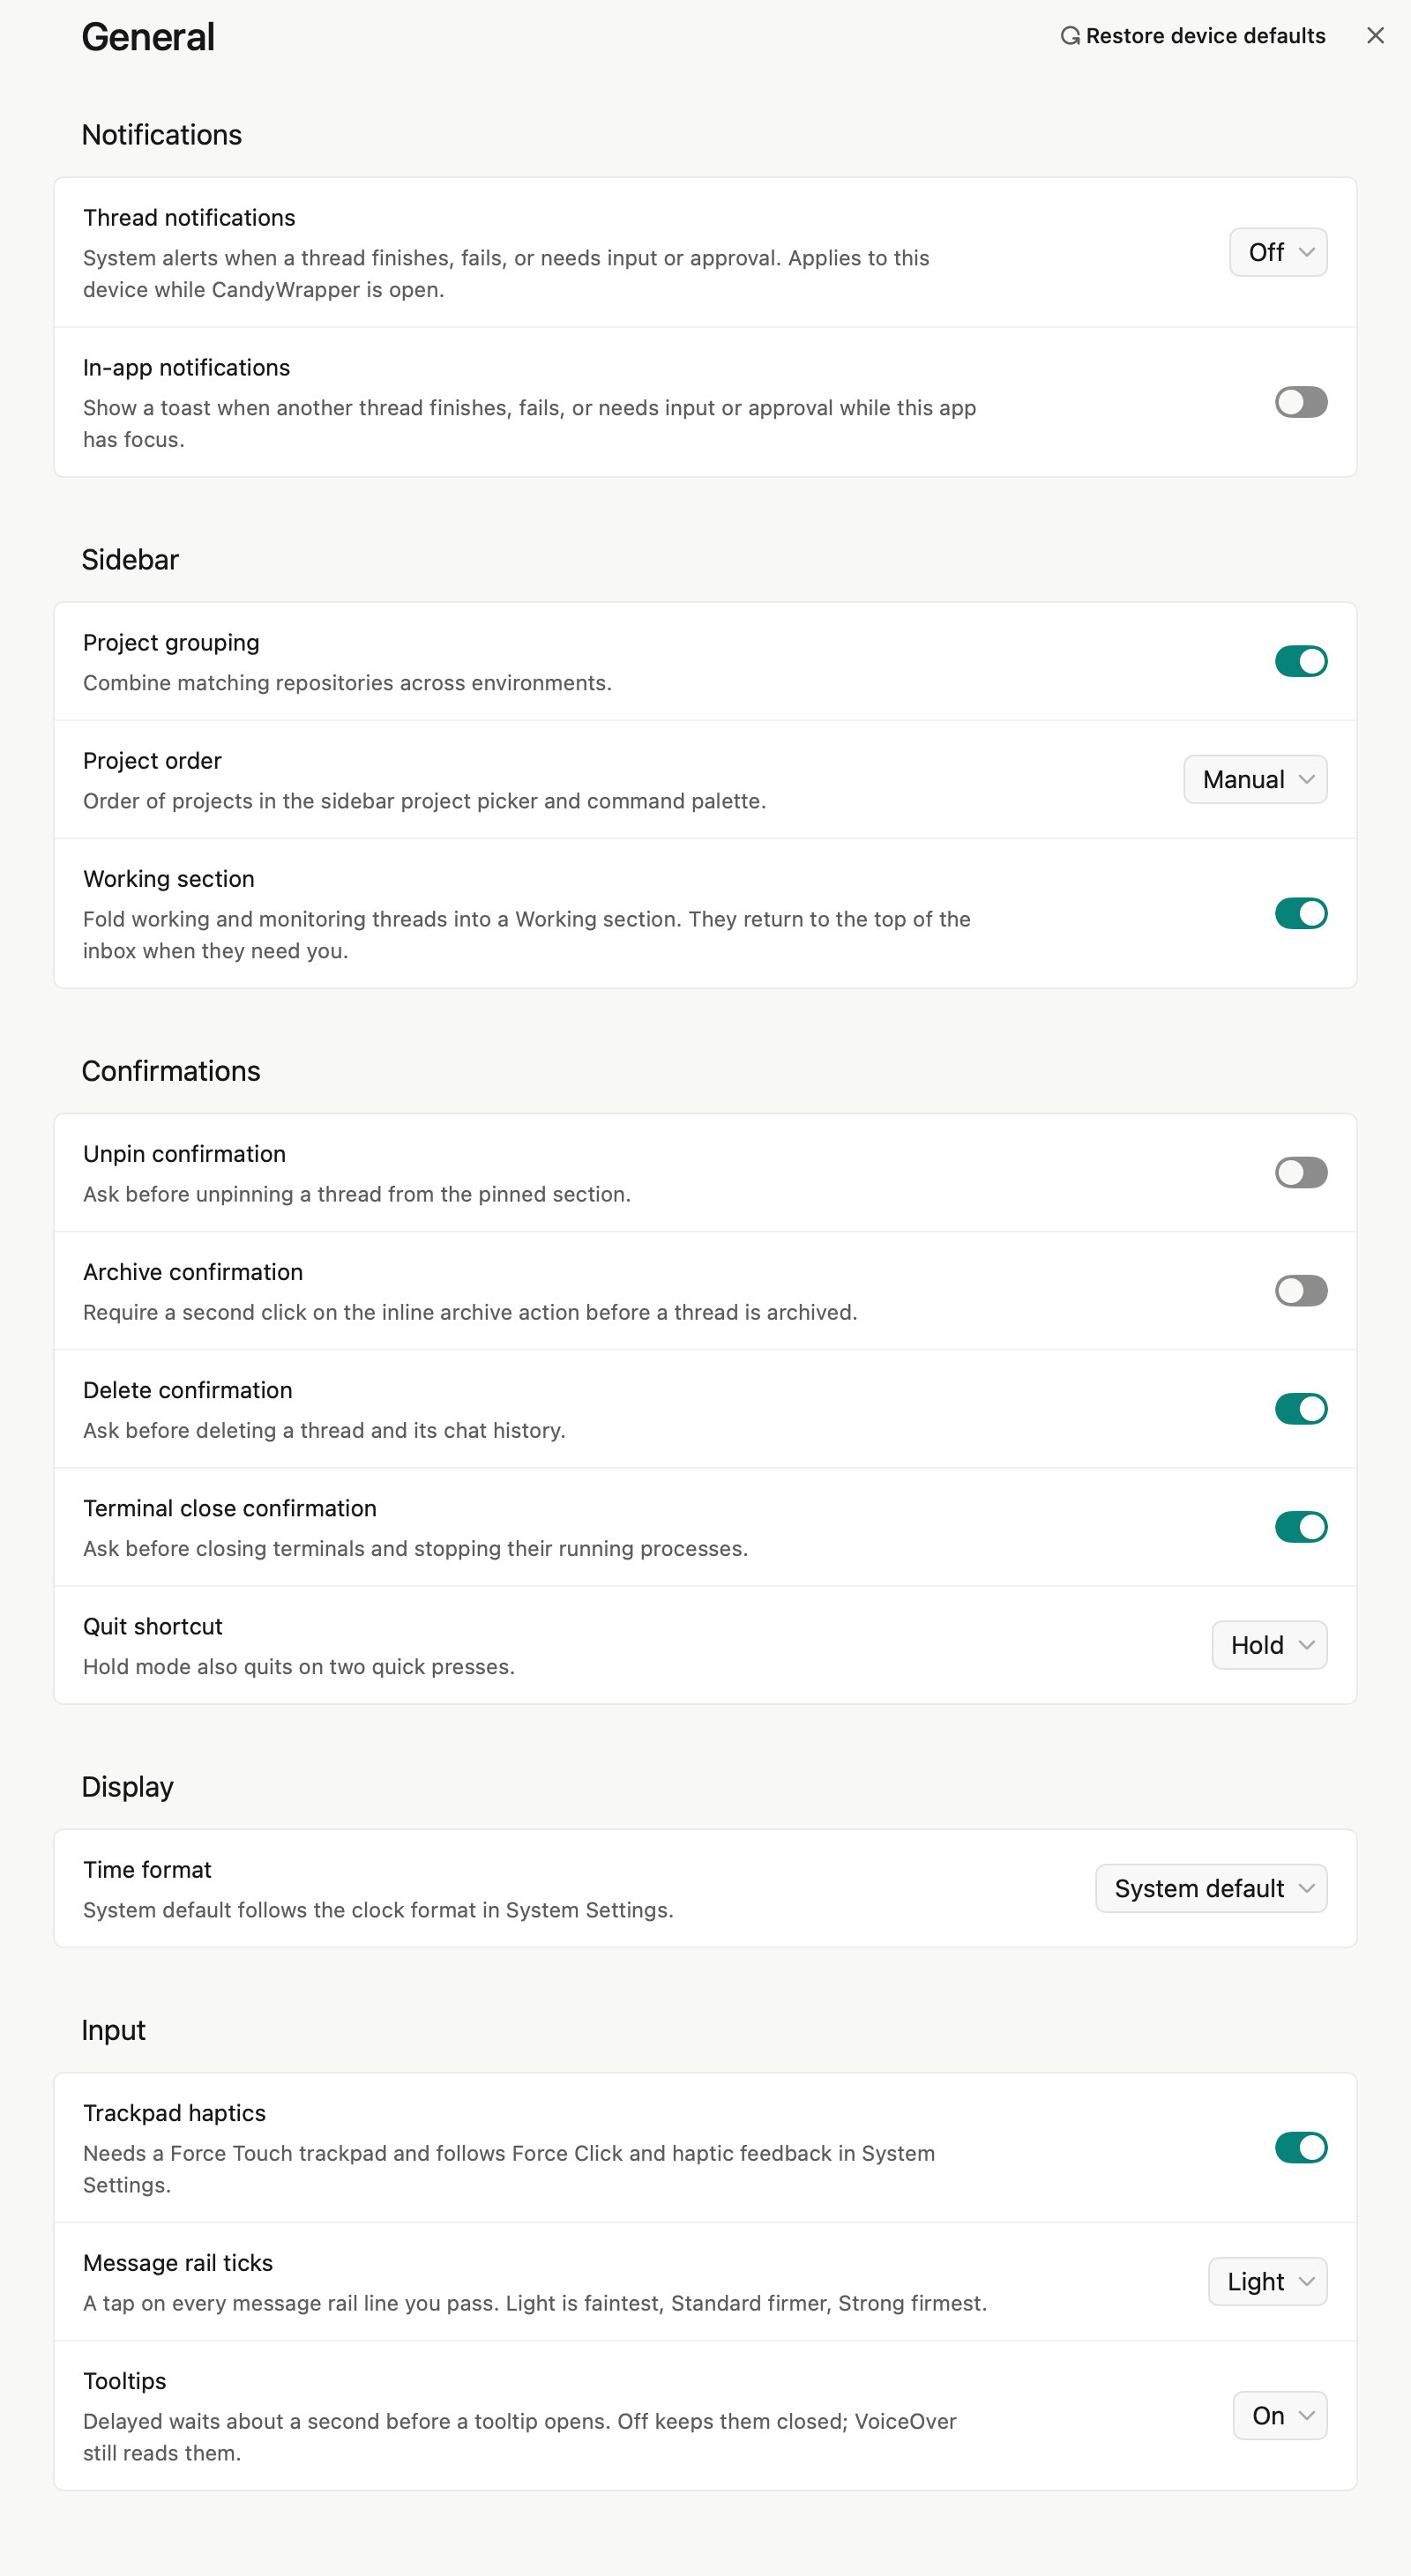 General
Restore device defaults
Notifications
Thread notifications
System alerts when a thread finishes, fails, or needs input or approval. Applies to this
device while CandyWrapper is open.
Off
In-app notifications
Show a toast when another thread finishes, fails, or needs input or approval while this app
has focus.
Sidebar
Project grouping
Combine matching repositories across environments.
Project order
Order of projects in the sidebar project picker and command palette.
Manual
Working section
Fold working and monitoring threads into a Working section. They return to the top of the
inbox when they need you.
Confirmations
Unpin confirmation
Ask before unpinning a thread from the pinned section.
Archive confirmation
Require a second click on the inline archive action before a thread is archived.
Delete confirmation
Ask before deleting a thread and its chat history.
Terminal close confirmation
Ask before closing terminals and stopping their running processes.
Quit shortcut
Hold mode also quits on two quick presses.
Hold
Display
Time format
System default follows the clock format in System Settings.
System default
Input
Trackpad haptics
Needs a Force Touch trackpad and follows Force Click and haptic feedback in System
Settings.
Message rail ticks
A tap on every message rail line you pass. Light is faintest, Standard firmer, Strong firmest.
Light
Tooltips
Delayed waits about a second before a tooltip opens. Off keeps them closed; VoiceOver
still reads them.
On